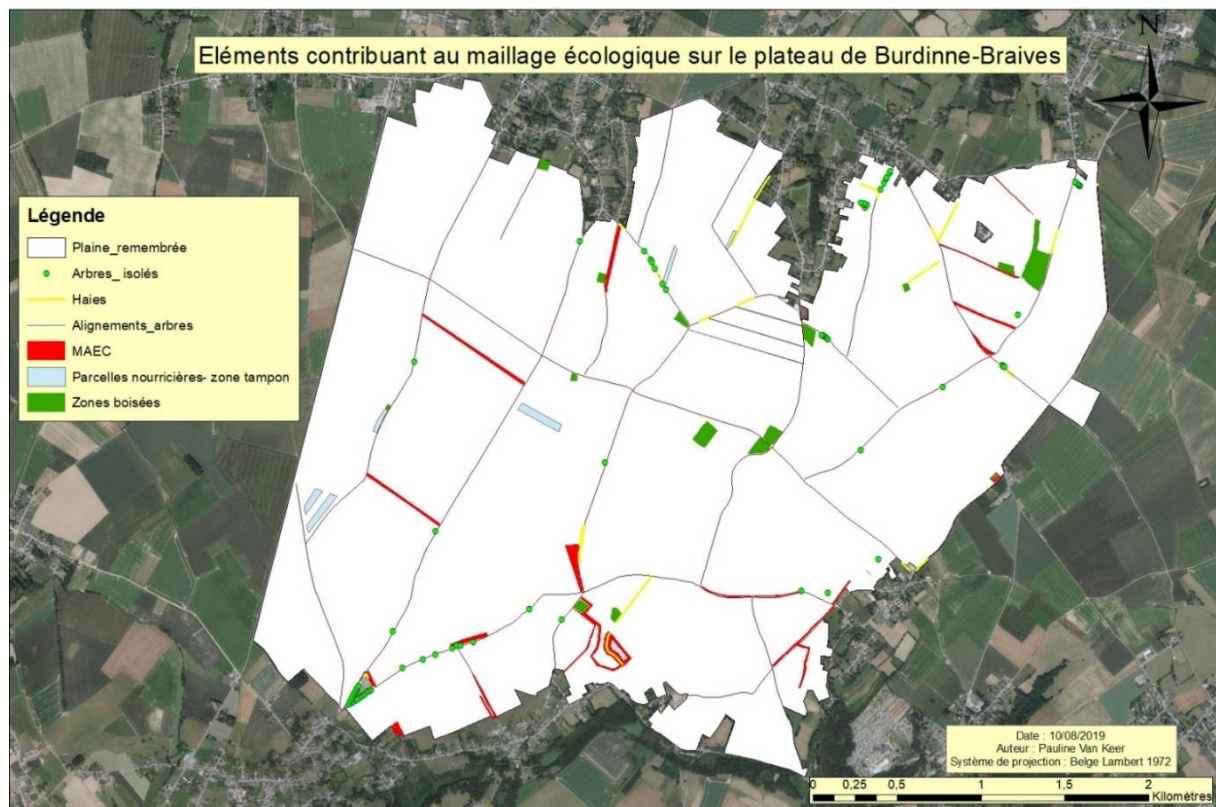 Eléments contribuant au maillage écologique sur le plateau de Burdinne-Braives
N
Légende
Plaine_remembrée
Arbres_isolés
Haies
Alignements_arbres
MAEC
Parcelles nourricières- zone tampon
Zones boisées
Date : 10/08/2019
Auteur : Pauline Van Keer
Système de projection : Belge Lambert 1972
0 0,25 0,5 1 1,5 2
Kilomètres